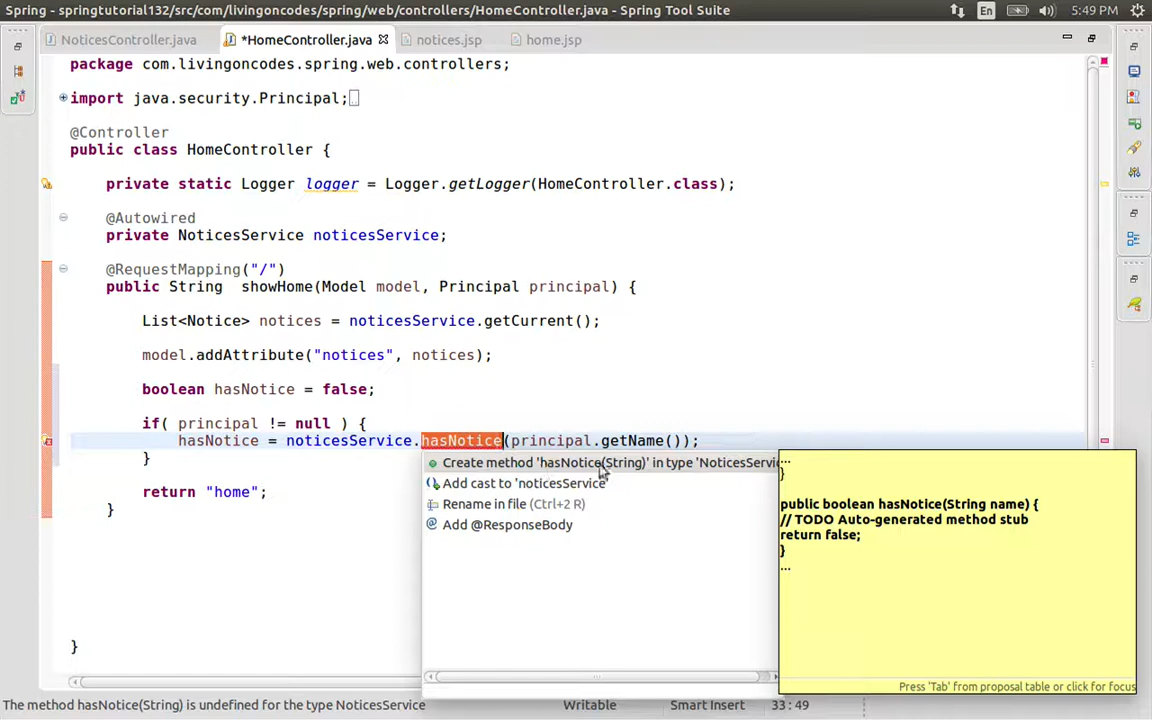 Spring - springtutorial132/src/com/livingoncodes/spring/web/controllers/HomeController.java - Spring Tool Suite
En
5:49 PM
NoticesController.java
*HomeController.java
notices.jsp
home.jsp
package com.livingoncodes.spring.web.controllers;
import java.security.Principal;
@Controller
public class HomeController {
private static Logger logger = Logger.getLogger(HomeController.class);
@Autowired
private NoticesService noticesService;
@RequestMapping("/")
public String showHome(Model model, Principal principal) {
List<Notice> notices = noticesService.getCurrent();
model.addAttribute("notices", notices);
boolean hasNotice = false;
if( principal != null ) {
hasNotice = noticesService.hasNotice(principal.getName());
}
return "home";
}
}
Create method 'hasNotice(String)' in type 'NoticesServic
Add cast to 'noticesService'
Rename in file (Ctrl+2 R)
Add @ResponseBody
...
}
public boolean hasNotice(String name) {
// TODO Auto-generated method stub
return false;
}
...
Press 'Tab' from proposal table or click for focus
The method hasNotice(String) is undefined for the type NoticesService
Writable
Smart Insert
33 : 49